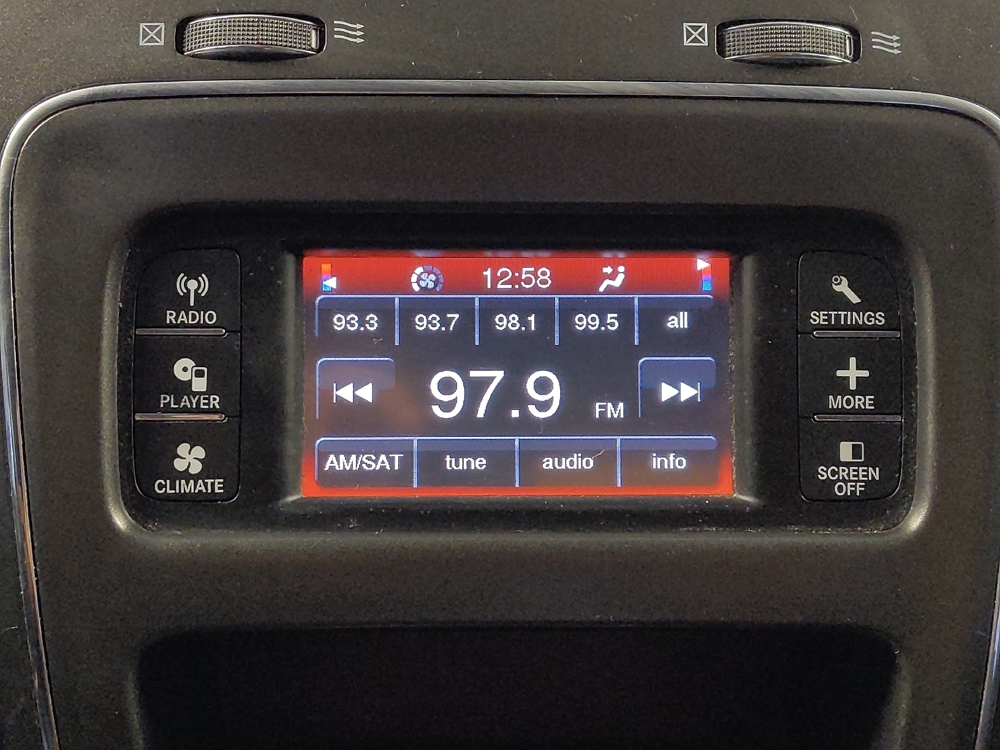 12:58
93.3 93.7 98.1 99.5 all
97.9 FM
AM/SAT tune audio info
RADIO
PLAYER
CLIMATE
SETTINGS
MORE
SCREEN
OFF